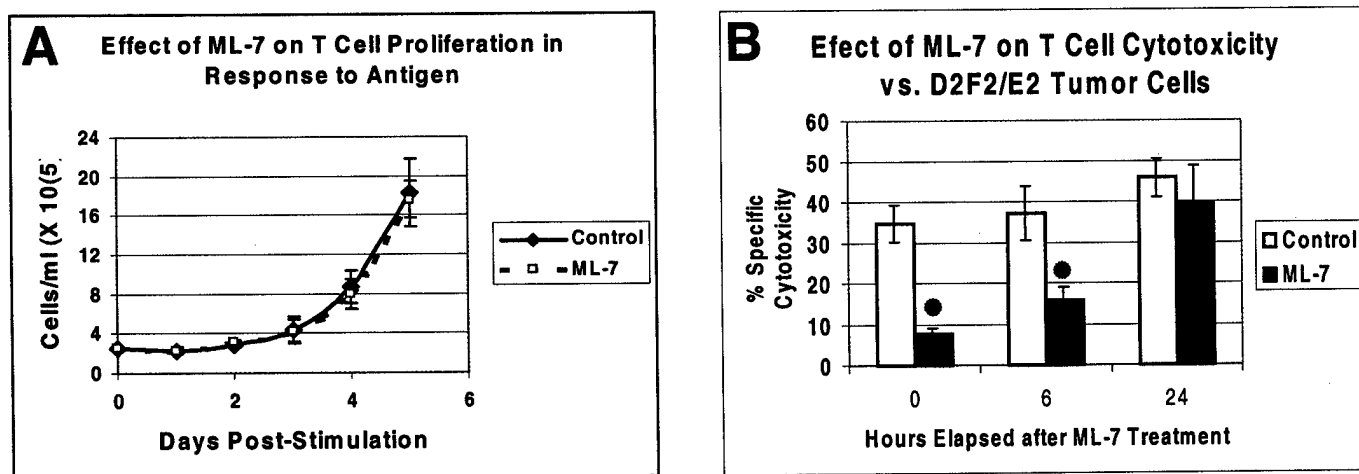 A
Effect of ML-7 on T Cell Proliferation in
Response to Antigen
Cells/ml (X 10(5)
24
20
16
12
8
4
0
0 2 4 6
Days Post-Stimulation
Control
ML-7
B
Efect of ML-7 on T Cell Cytotoxicity
vs. D2F2/E2 Tumor Cells
% Specific
Cytotoxicity
60
50
40
30
20
10
0
0 6 24
Hours Elapsed after ML-7 Treatment
Control
ML-7